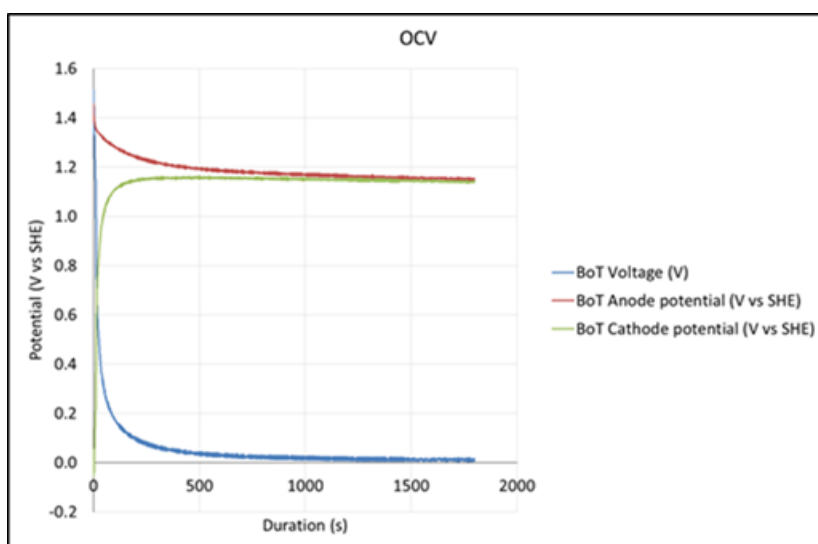 OCV
1.6
1.4
1.2
1.0
0.8
0.6
0.4
0.2
0.0
-0.2
Potential (V vs SHE)
0
500
1000
1500
2000
Duration (s)
BoT Voltage (V)
BoT Anode potential (V vs SHE)
BoT Cathode potential (V vs SHE)